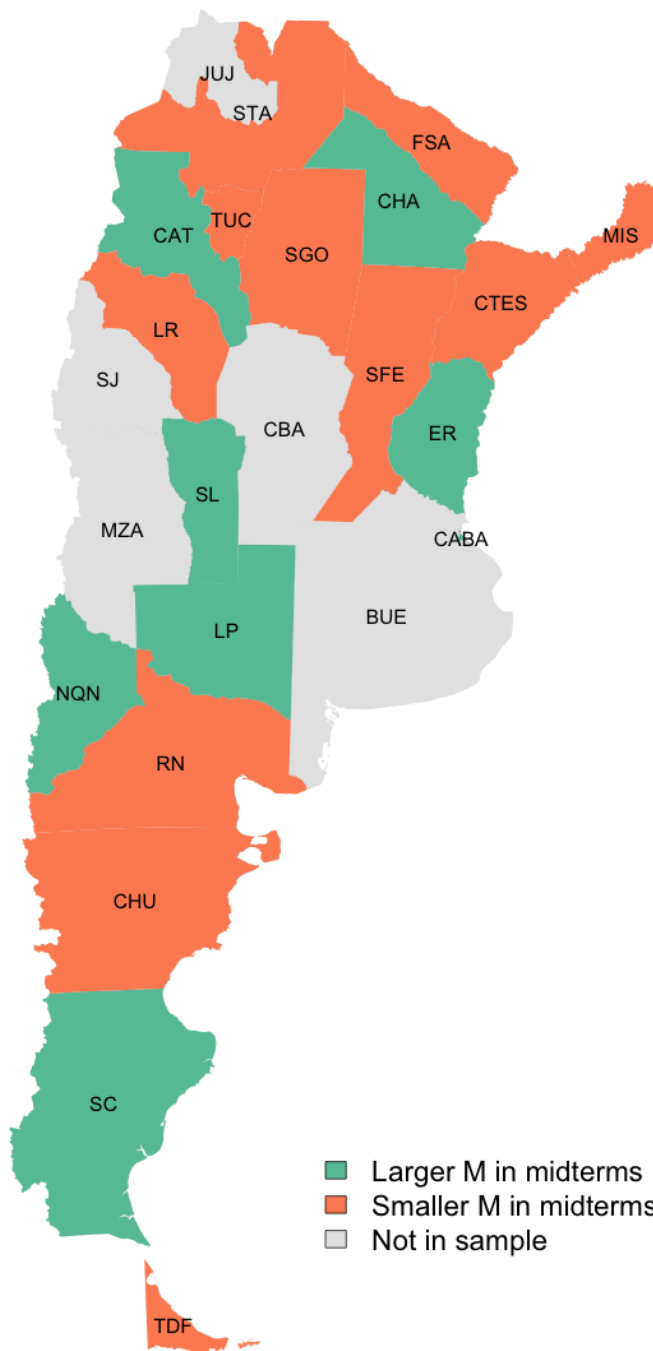 JUJ
STA
FSA
CHA
TUC
CAT
SGO
MIS
CTES
LR
SJ
SFE
CBA
ER
SL
MZA
CABA
LP
BUE
NQN
RN
CHU
SC
Larger M in midterms
Smaller M in midterms
Not in sample
TDF